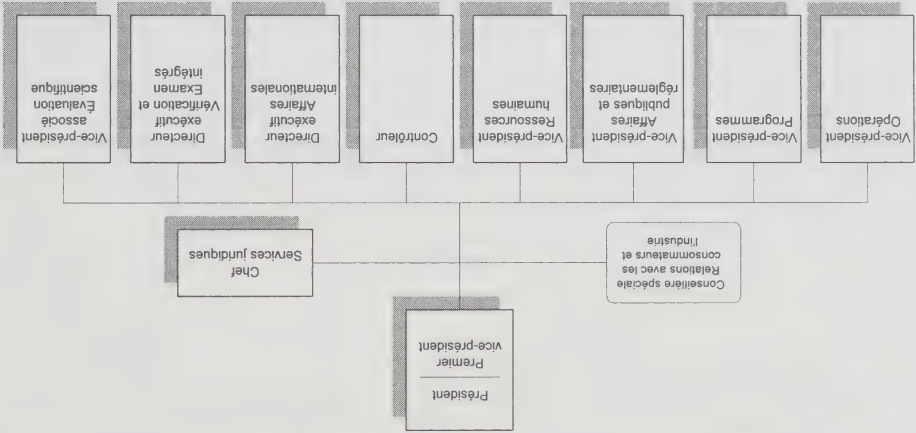 Président
Premier
vice-président
Conseillère spéciale
Relations avec les
consommateurs et
l'industrie
Chef
Services juridiques
Vice-président
Opérations
Vice-président
Programmes
Vice-président
Affaires
publiques et
réglementaires
Vice-président
Ressources
humaines
Contrôleur
Directeur
exécutif
Affaires
internationales
Directeur
exécutif
Vérification et
Examen
intégrés
Vice-président
associé
Évaluation
scientifique